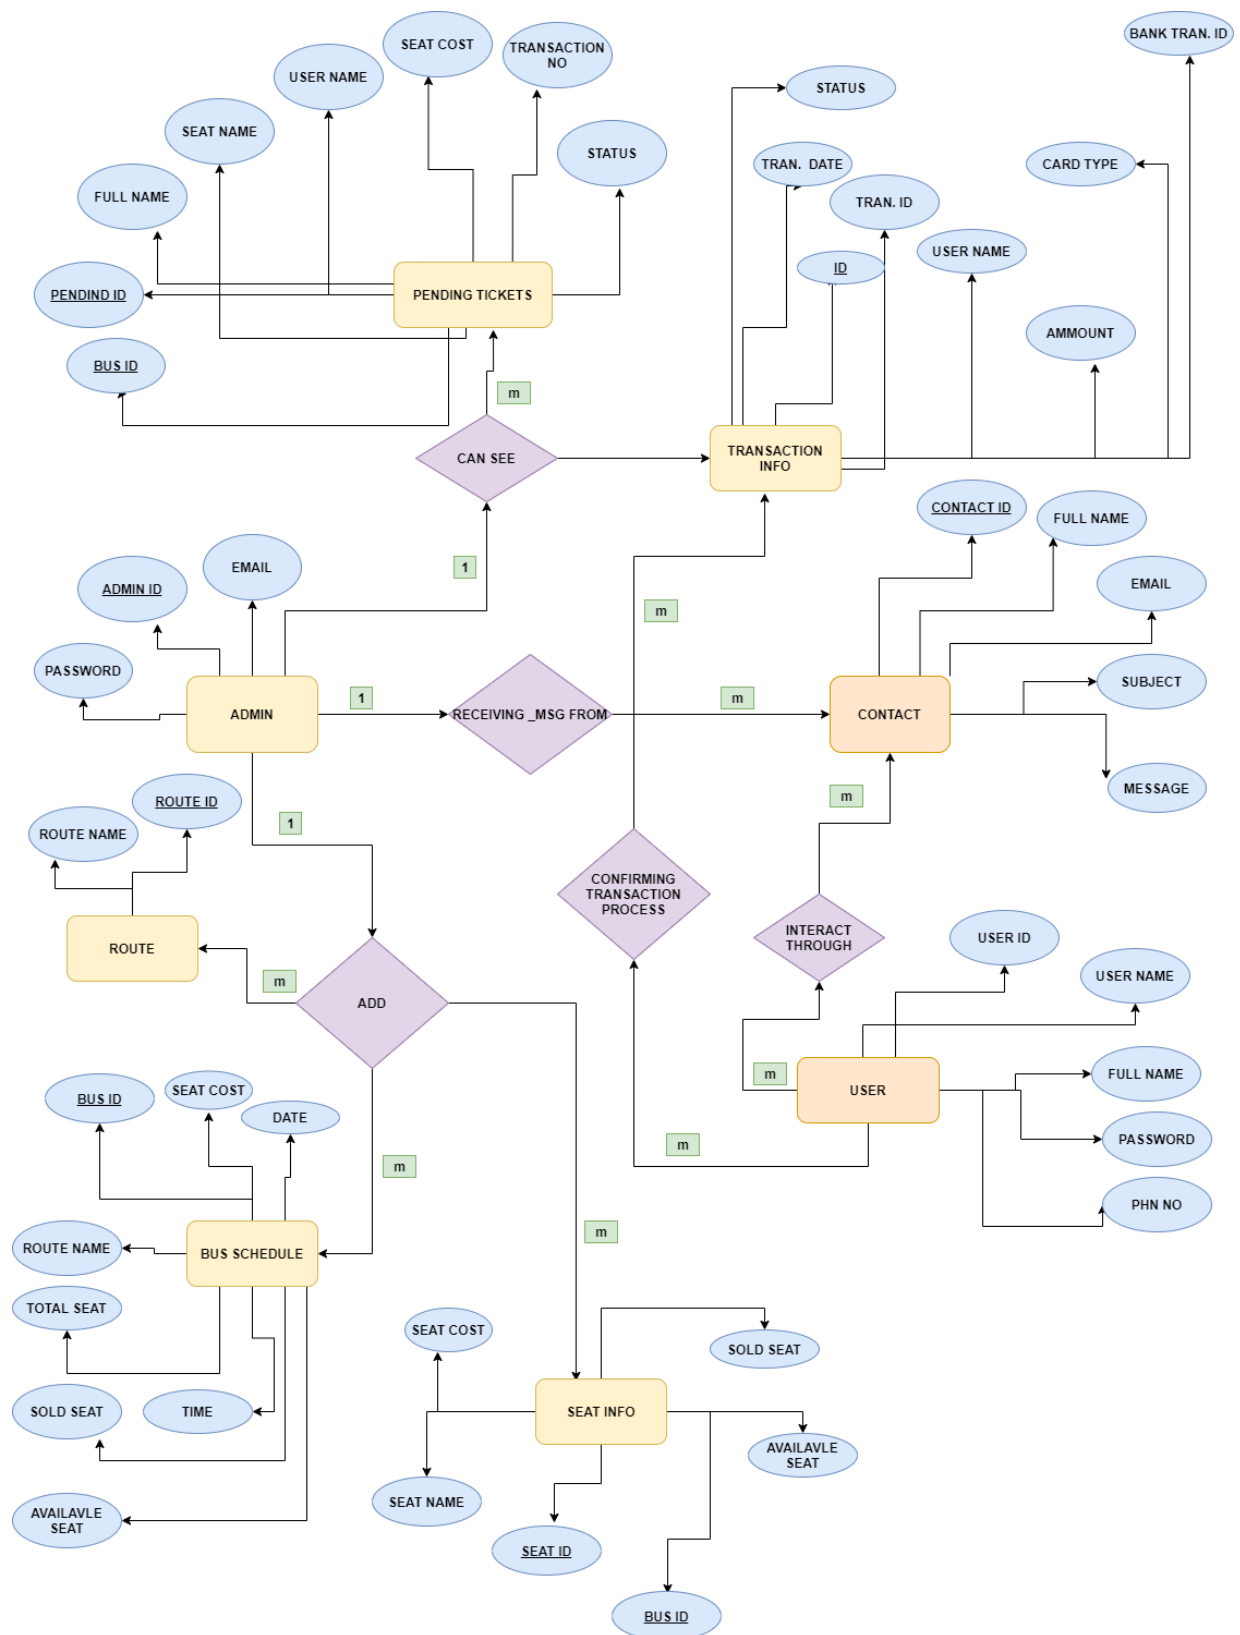 BANK TRAN. ID
SEAT COST
TRANSACTION
NO
USER NAME
STATUS
SEAT NAME
STATUS
TRAN. DATE
CARD TYPE
FULL NAME
TRAN. ID
USER NAME
ID
PENDIND ID
PENDING TICKETS
AMMOUNT
BUS ID
m
CAN SEE
TRANSACTION
INFO
CONTACT ID
FULL NAME
1
EMAIL
ADMIN ID
EMAIL
m
PASSWORD
SUBJECT
1
m
ADMIN
RECEIVING _MSG FROM
CONTACT
MESSAGE
m
ROUTE ID
1
ROUTE NAME
CONFIRMING
TRANSACTION
PROCESS
INTERACT
THROUGH
USER ID
ROUTE
USER NAME
m
ADD
m
FULL NAME
USER
SEAT COST
BUS ID
DATE
m
PASSWORD
m
PHN NO
m
ROUTE NAME
BUS SCHEDULE
TOTAL SEAT
SEAT COST
SOLD SEAT
SOLD SEAT
TIME
SEAT INFO
AVAILAVLE
SEAT
SEAT NAME
AVAILAVLE
SEAT
SEAT ID
BUS ID